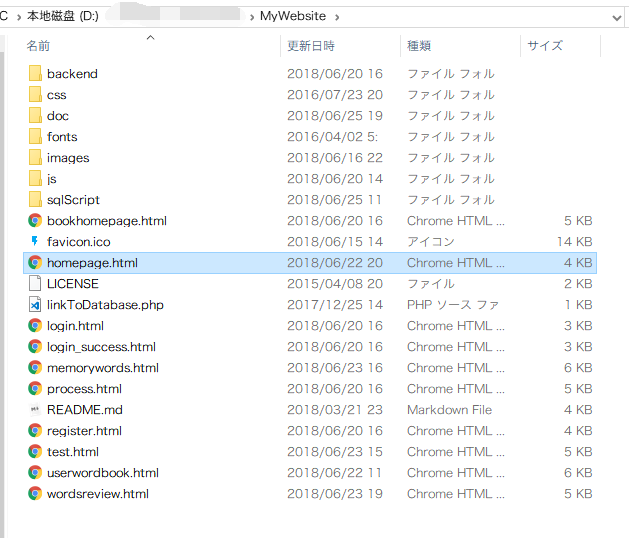 C › 本地磁盘 (D:) › MyWebsite ›
名前 更新日時 種類 サイズ
backend 2018/06/20 16 ファイル フォル
css 2016/07/23 20 ファイル フォル
doc 2018/06/25 19 ファイル フォル
fonts 2016/04/02 5: ファイル フォル
images 2018/06/16 22 ファイル フォル
js 2018/06/20 14 ファイル フォル
sqlScript 2018/06/25 11 ファイル フォル
bookhomepage.html 2018/06/20 16 Chrome HTML ... 5 KB
favicon.ico 2018/06/15 14 アイコン 14 KB
homepage.html 2018/06/22 20 Chrome HTML ... 4 KB
LICENSE 2015/04/08 20 ファイル 2 KB
linkToDatabase.php 2017/12/25 14 PHP ソース ファ 1 KB
login.html 2018/06/20 16 Chrome HTML ... 3 KB
login_success.html 2018/06/20 16 Chrome HTML ... 3 KB
memorywords.html 2018/06/23 16 Chrome HTML ... 6 KB
process.html 2018/06/20 16 Chrome HTML ... 5 KB
README.md 2018/03/21 23 Markdown File 4 KB
register.html 2018/06/20 16 Chrome HTML ... 4 KB
test.html 2018/06/23 15 Chrome HTML ... 5 KB
userwordbook.html 2018/06/22 11 Chrome HTML ... 6 KB
wordsreview.html 2018/06/23 19 Chrome HTML ... 5 KB